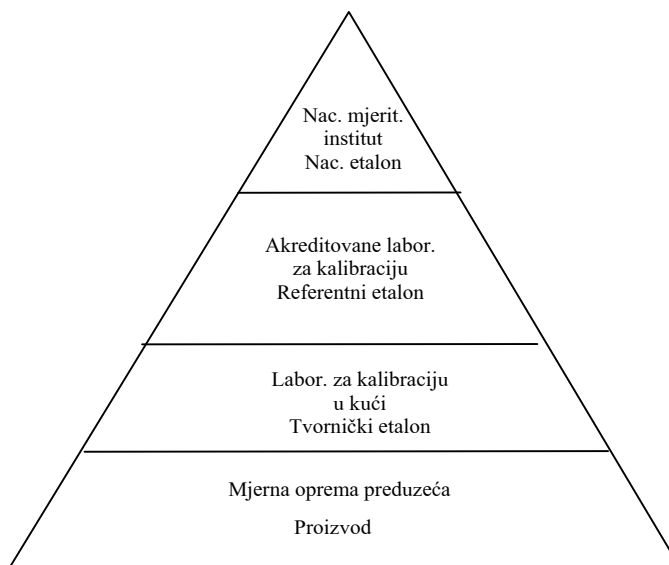 Nac. mjerit.
institut
Nac. etalon
Akreditovane labor.
za kalibraciju
Referentni etalon
Labor. za kalibraciju
u kući
Tvornički etalon
Mjerna oprema preduzeća
Proizvod